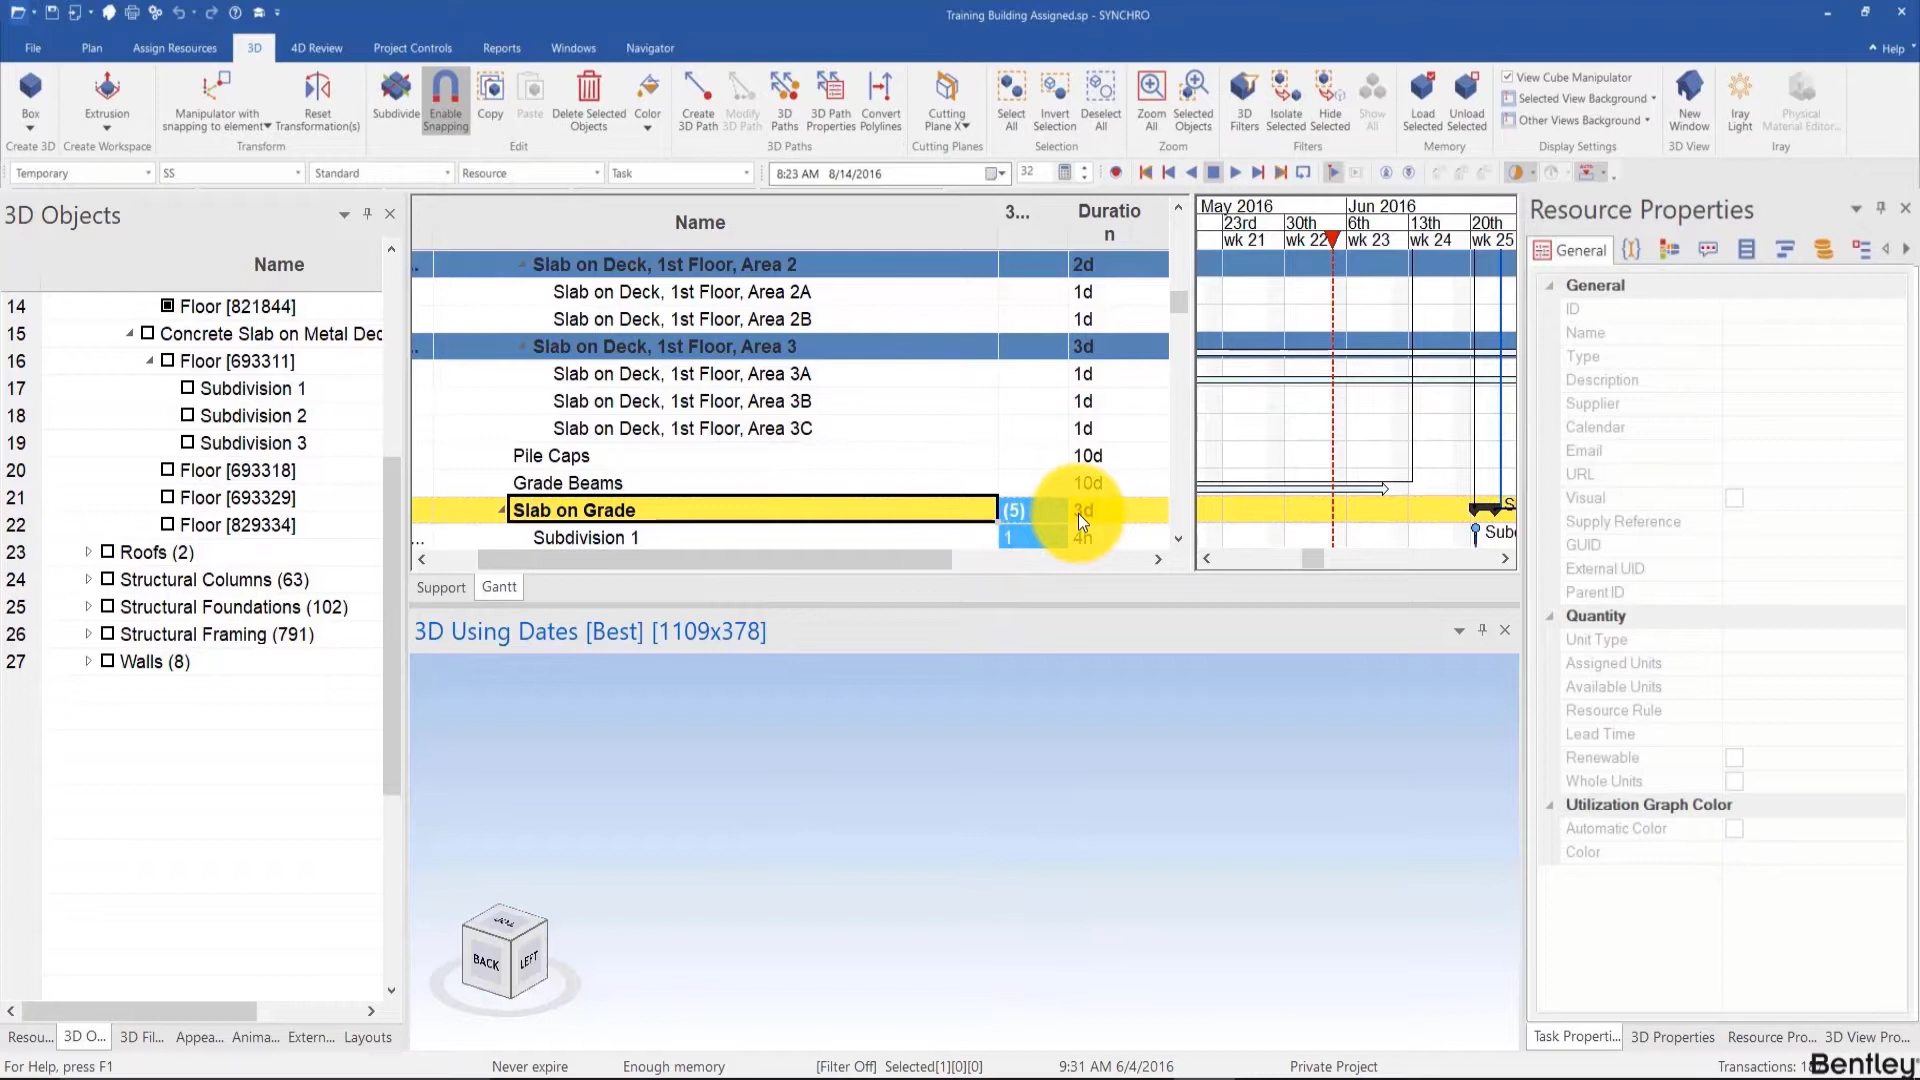 Training Building Assigned.sp - SYNCHRO
File Plan Assign Resources 3D 4D Review Project Controls Reports Windows Navigator Help
Box
Extrusion
Manipulator with snapping to element
Reset Transformation(s)
Subdivide
Enable Snapping
Copy
Paste
Delete Selected Objects
Color
Create 3D Path
Modify 3D Path
3D Paths
3D Path Properties
Convert Polylines
Cutting Plane X
Select All
Invert Selection
Deselect All
Zoom All
Selected Objects
3D Filters
Isolate Selected
Hide Selected
Show All
Load Selected
Unload Selected
View Cube Manipulator
Selected View Background
Other Views Background
New Window
Iray Light
Physical Material Editor...
Create 3D Create Workspace Transform Edit 3D Paths Cutting Planes Selection Zoom Filters Memory Display Settings 3D View Iray
Temporary SS Standard Resource Task 8:23 AM 8/14/2016 32
3D Objects
Name
14 Floor [821844]
15 Concrete Slab on Metal Dec
16 Floor [693311]
17 Subdivision 1
18 Subdivision 2
19 Subdivision 3
20 Floor [693318]
21 Floor [693329]
22 Floor [829334]
23 Roofs (2)
24 Structural Columns (63)
25 Structural Foundations (102)
26 Structural Framing (791)
27 Walls (8)
Resou... 3D O... 3D Fil... Appea... Anima... Extern... Layouts
Name 3... Duration
Slab on Deck, 1st Floor, Area 2 2d
Slab on Deck, 1st Floor, Area 2A 1d
Slab on Deck, 1st Floor, Area 2B 1d
Slab on Deck, 1st Floor, Area 3 3d
Slab on Deck, 1st Floor, Area 3A 1d
Slab on Deck, 1st Floor, Area 3B 1d
Slab on Deck, 1st Floor, Area 3C 1d
Pile Caps 10d
Grade Beams 10d
Slab on Grade (5) 3d
... Subdivision 1 1 4h
Support Gantt
May 2016 Jun 2016
23rd 30th 6th 13th 20th
wk 21 wk 22 wk 23 wk 24 wk 25
S
Sub
3D Using Dates [Best] [1109x378]
TOP
BACK LEFT
Resource Properties
General
General
ID
Name
Type
Description
Supplier
Calendar
Email
URL
Visual
Supply Reference
GUID
External UID
Parent ID
Quantity
Unit Type
Assigned Units
Available Units
Resource Rule
Lead Time
Renewable
Whole Units
Utilization Graph Color
Automatic Color
Color
Task Properti... 3D Properties Resource Pro... 3D View Pro...
For Help, press F1 Never expire Enough memory [Filter Off] Selected[1][0][0] 9:31 AM 6/4/2016 Private Project Transactions:
Bentley